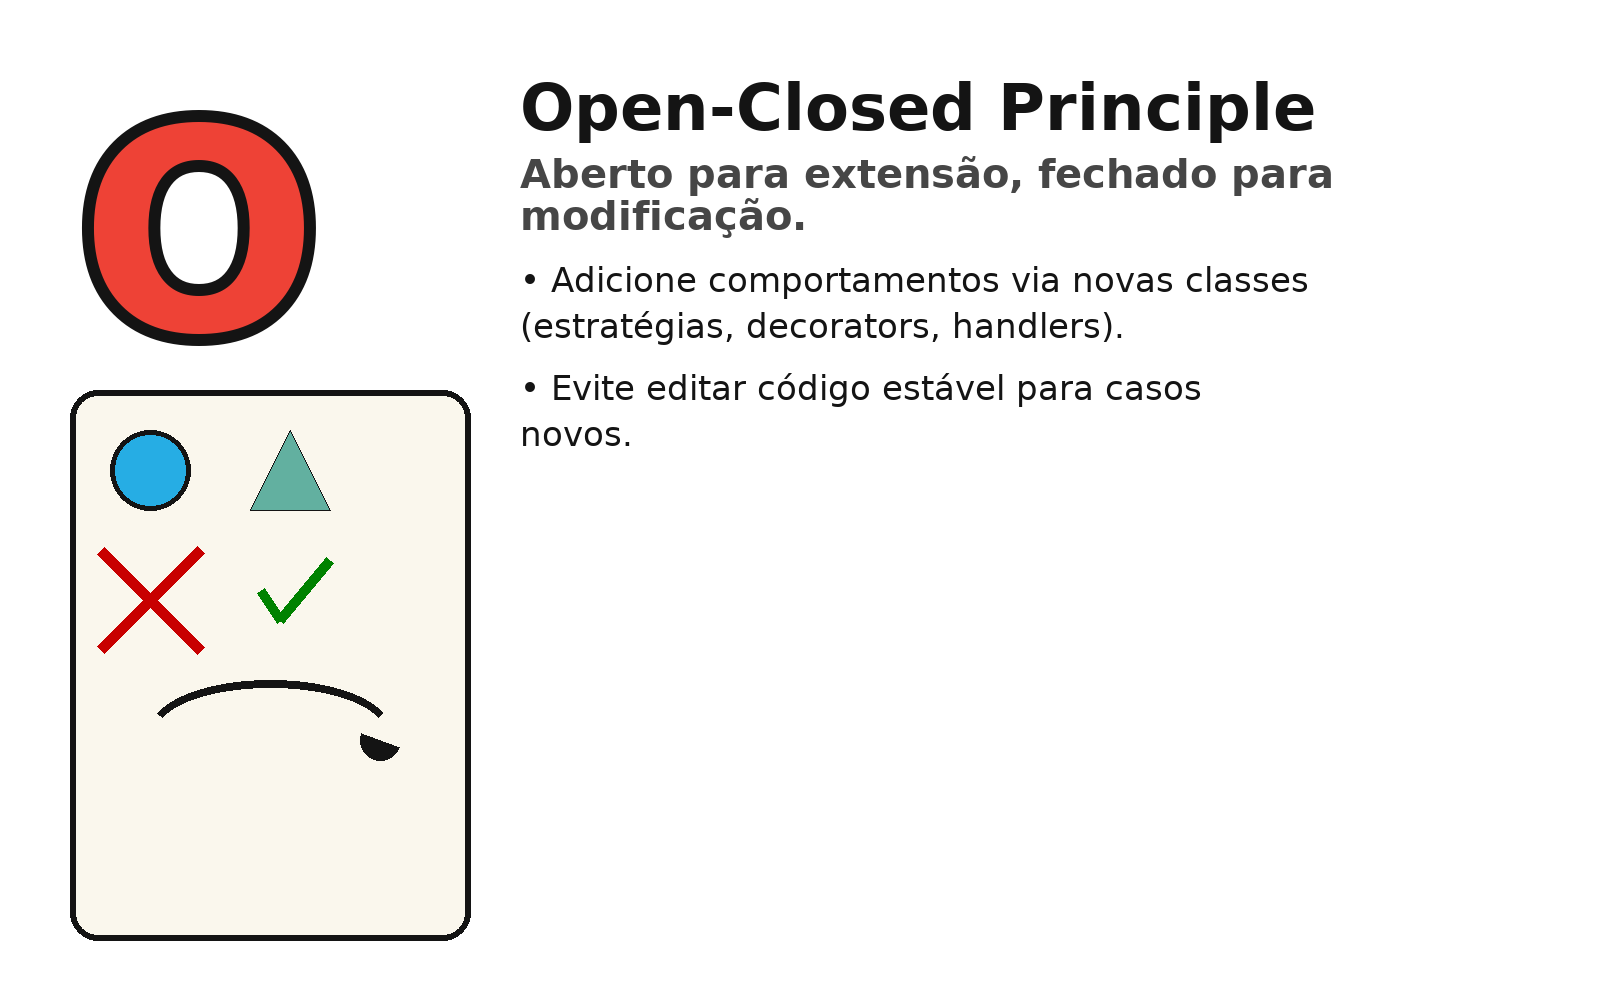 O
Open-Closed Principle
Aberto para extensão, fechado para
modificação.
• Adicione comportamentos via novas classes
(estratégias, decorators, handlers).
• Evite editar código estável para casos
novos.